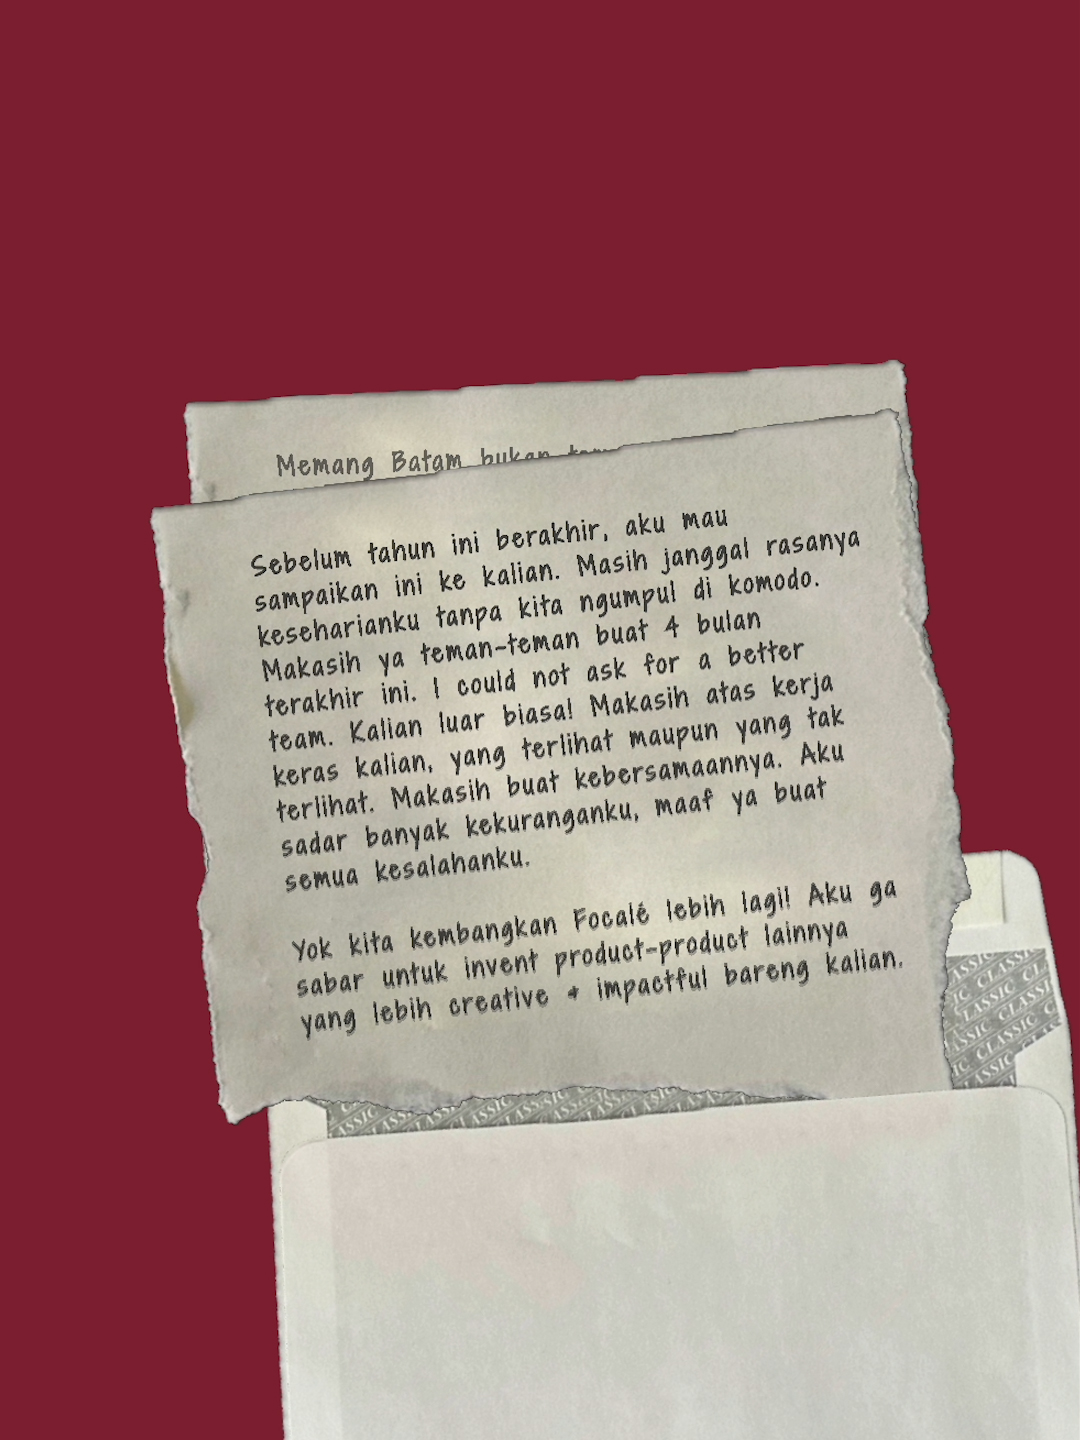 Memang Batam bukan
Sebelum tahun ini berakhir, aku mau
sampaikan ini ke kalian. Masih janggal rasanya
keseharianku tanpa kita ngumpul di komodo.
Makasih ya teman-teman buat 4 bulan
terakhir ini. I could not ask for a better
team. Kalian luar biasa! Makasih atas kerja
keras kalian, yang terlihat maupun yang tak
terlihat. Makasih buat kebersamaannya. Aku
sadar banyak kekuranganku, maaf ya buat
semua kesalahanku.
Yok kita kembangkan Focalé lebih lagi! Aku ga
sabar untuk invent product-product lainnya
yang lebih creative & impactful bareng kalian.
CLASSIC CLASSIC